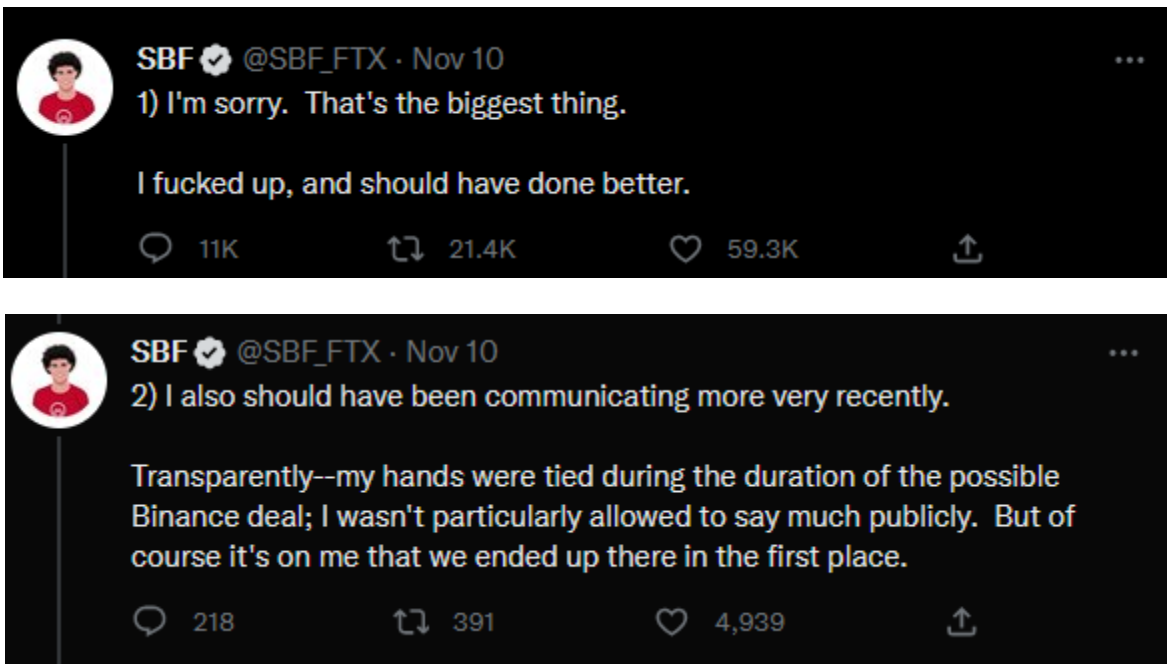 SBF @SBF_FTX · Nov 10
1) I'm sorry.  That's the biggest thing.
I fucked up, and should have done better.
11K 21.4K 59.3K
SBF @SBF_FTX · Nov 10
2) I also should have been communicating more very recently.
Transparently--my hands were tied during the duration of the possible
Binance deal; I wasn't particularly allowed to say much publicly.  But of
course it's on me that we ended up there in the first place.
218 391 4,939